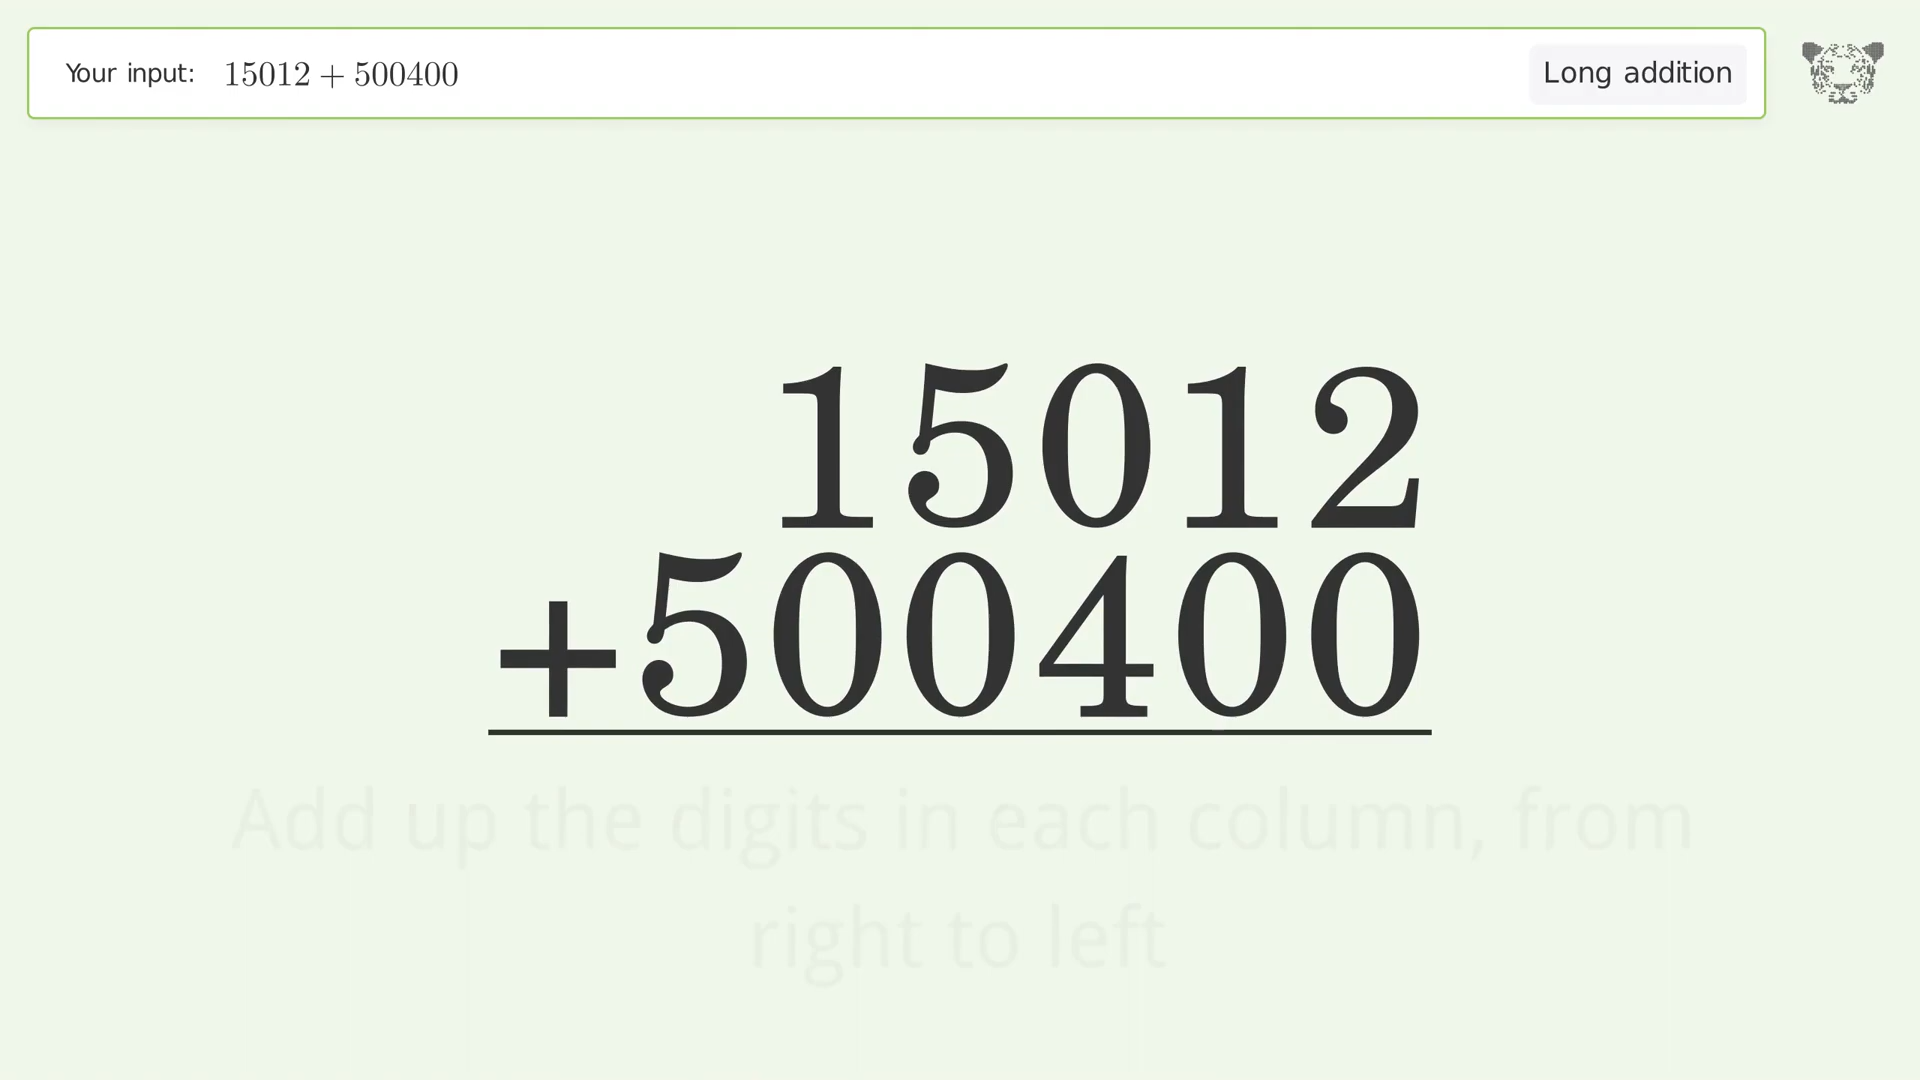 Your input: 15012 + 500400
Long addition
15012
+500400
Add up the digits in each column, from
right to left